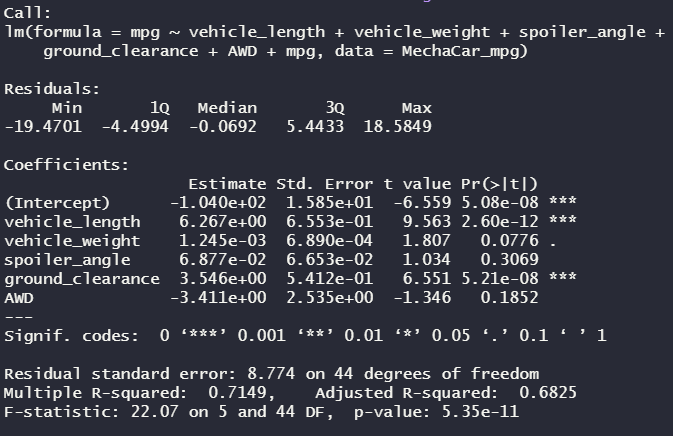 Call:
lm(formula = mpg ~ vehicle_length + vehicle_weight + spoiler_angle +
    ground_clearance + AWD + mpg, data = MechaCar_mpg)

Residuals:
     Min       1Q   Median       3Q      Max
-19.4701  -4.4994  -0.0692   5.4433  18.5849

Coefficients:
                   Estimate Std. Error t value Pr(>|t|)
(Intercept)      -1.040e+02  1.585e+01  -6.559 5.08e-08 ***
vehicle_length    6.267e+00  6.553e-01   9.563 2.60e-12 ***
vehicle_weight    1.245e-03  6.890e-04   1.807   0.0776 .
spoiler_angle     6.877e-02  6.653e-02   1.034   0.3069
ground_clearance  3.546e+00  5.412e-01   6.551 5.21e-08 ***
AWD              -3.411e+00  2.535e+00  -1.346   0.1852
---
Signif. codes:  0 ‘***’ 0.001 ‘**’ 0.01 ‘*’ 0.05 ‘.’ 0.1 ‘ ’ 1

Residual standard error: 8.774 on 44 degrees of freedom
Multiple R-squared:  0.7149,    Adjusted R-squared:  0.6825
F-statistic: 22.07 on 5 and 44 DF,  p-value: 5.35e-11